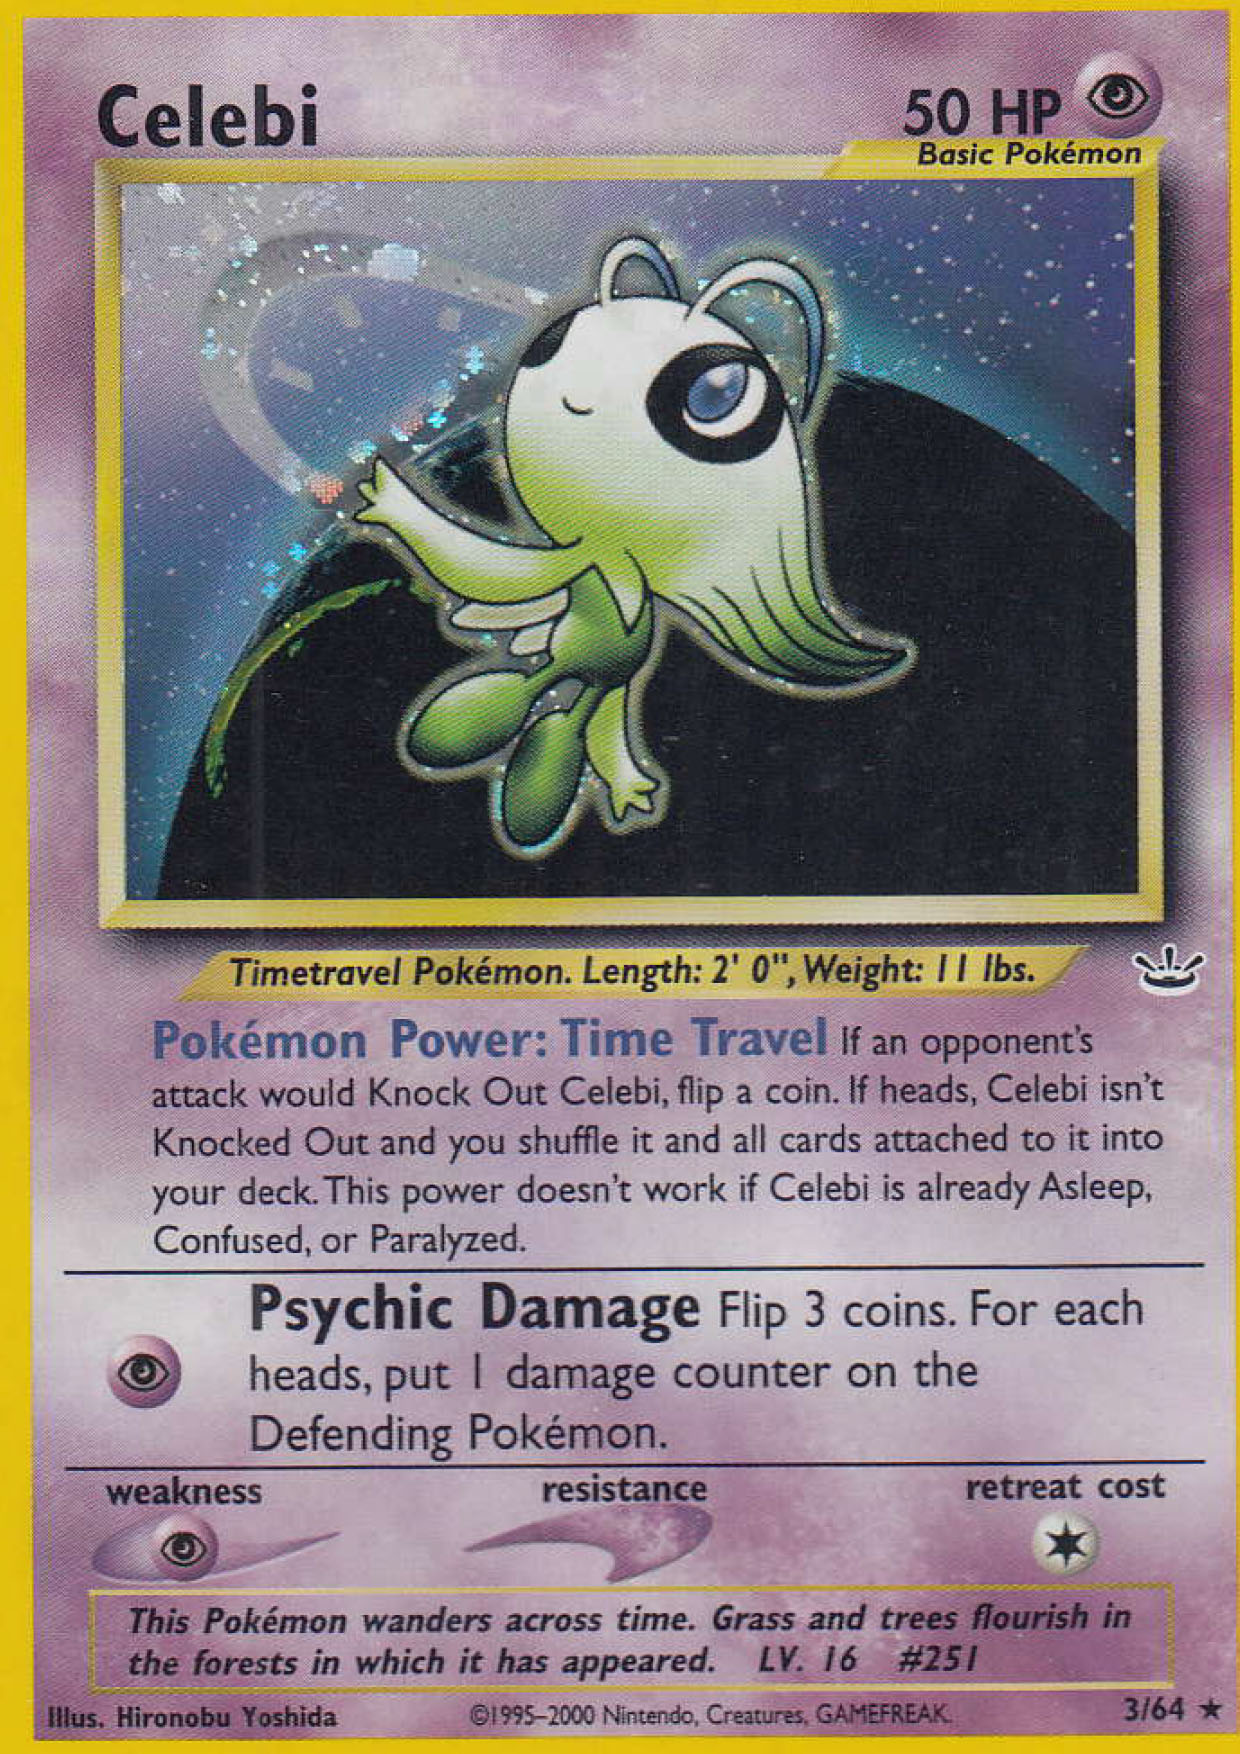 Celebi
50 HP
Basic Pokémon
Timetravel Pokémon. Length: 2' 0", Weight: 11 lbs.
Pokémon Power: Time Travel If an opponent's
attack would Knock Out Celebi, flip a coin. If heads, Celebi isn't
Knocked Out and you shuffle it and all cards attached to it into
your deck. This power doesn't work if Celebi is already Asleep,
Confused, or Paralyzed.
Psychic Damage Flip 3 coins. For each
heads, put 1 damage counter on the
Defending Pokémon.
weakness resistance retreat cost
This Pokémon wanders across time. Grass and trees flourish in
the forests in which it has appeared. LV. 16 #251
Illus. Hironobu Yoshida ©1995–2000 Nintendo, Creatures, GAMEFREAK. 3/64 ★